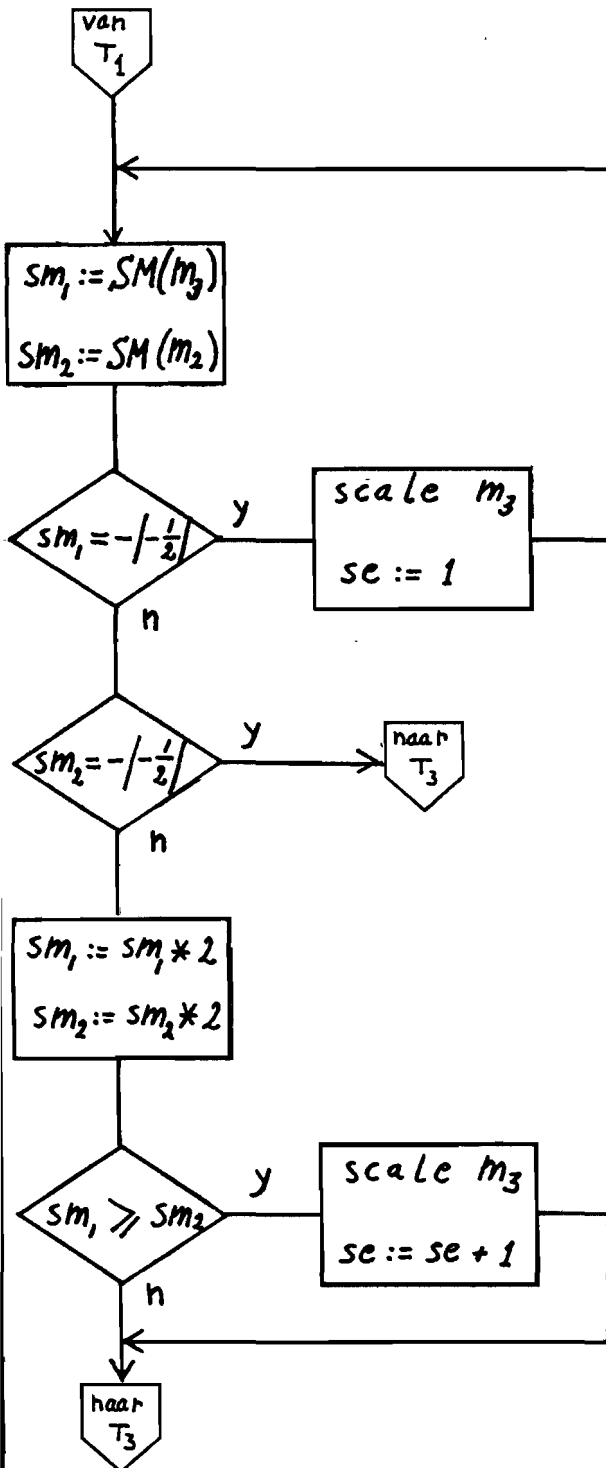 van
T₁
sm₁ := SM(m₃)
sm₂ := SM(m₂)
sm₁ = -/-½/
y
scale m₃
se := 1
n
sm₂ = -/-½/
y
naar
T₃
n
sm₁ := sm₁ * 2
sm₂ := sm₂ * 2
sm₁ ⩾ sm₂
y
scale m₃
se := se + 1
n
naar
T₃